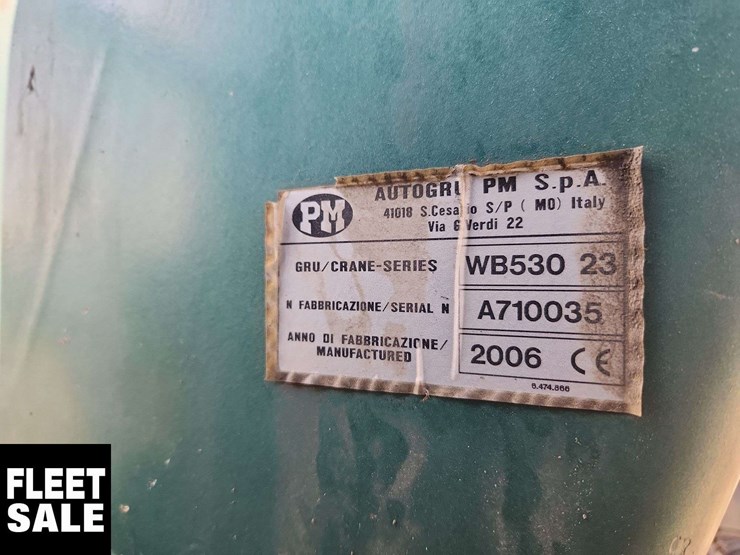 PM
AUTOGRU PM S.p.A.
41018 S.Cesario S/P ( MO) Italy
Via G Verdi 22
GRU/CRANE-SERIES WB530 23
N FABBRICAZIONE/SERIAL N A710035
ANNO DI FABBRICAZIONE/
MANUFACTURED 2006 CE
6.474.866
FLEET
SALE